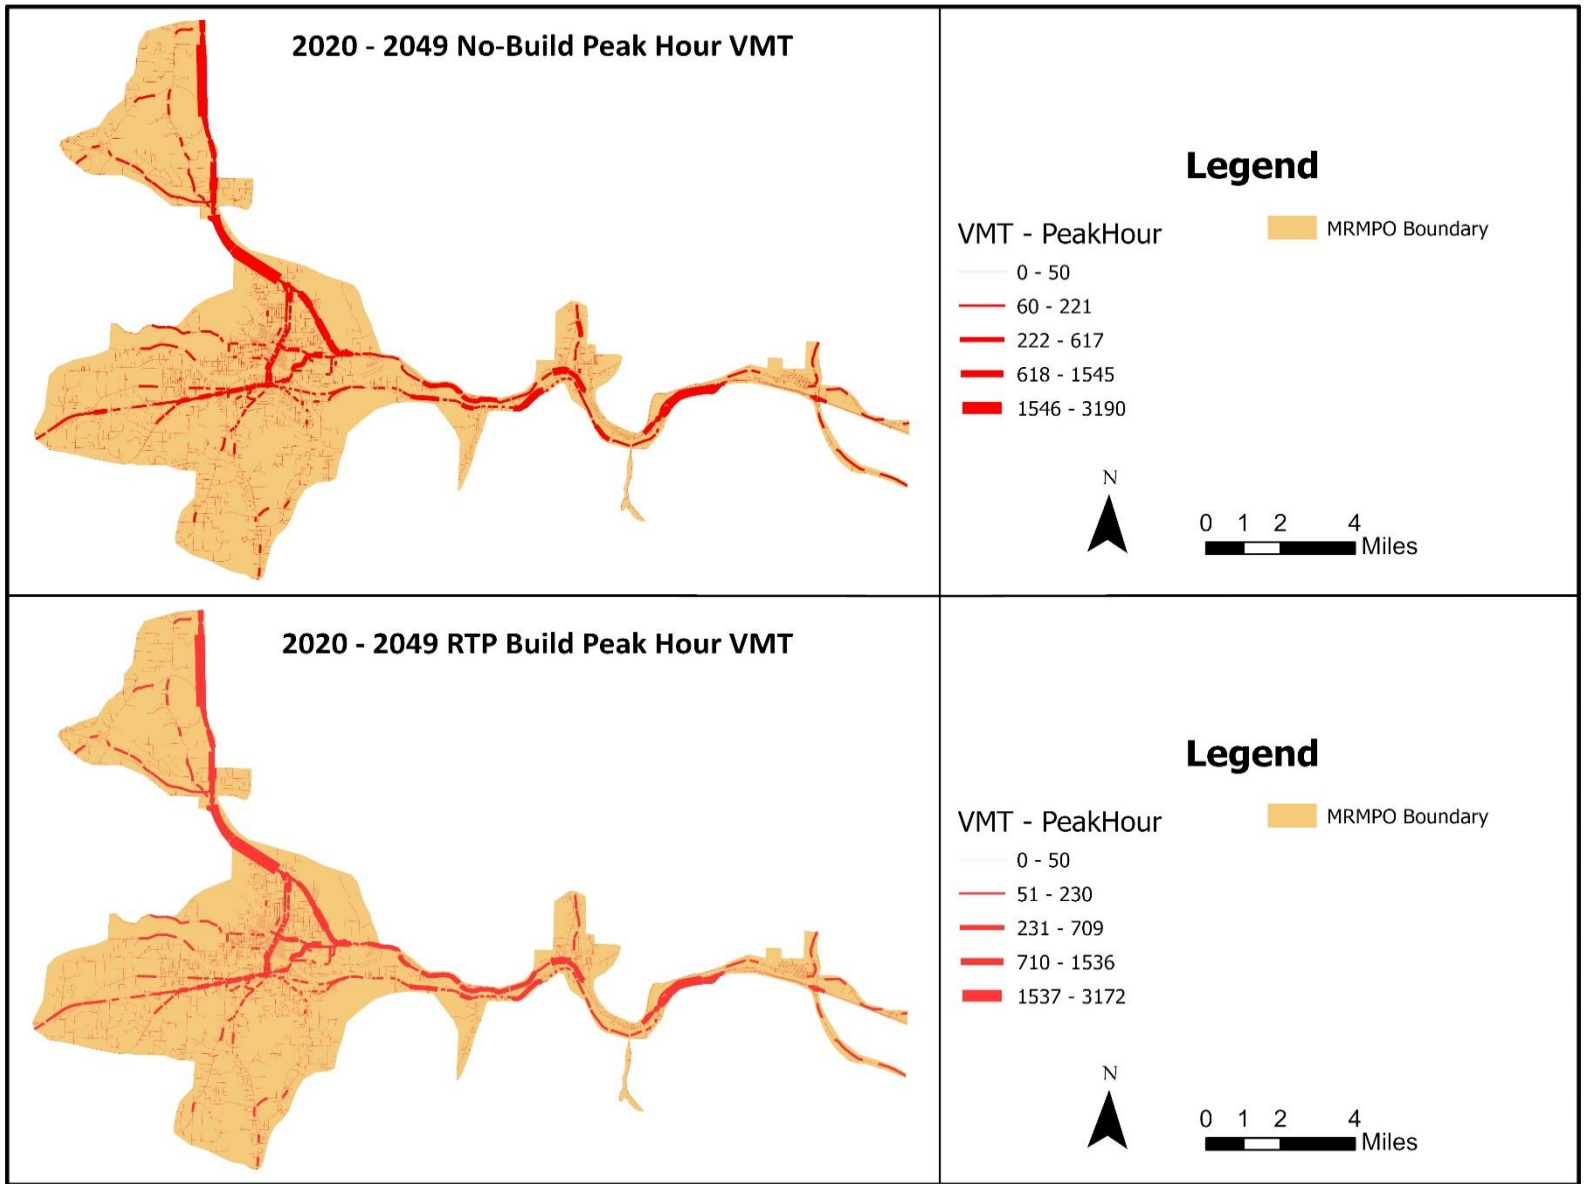 2020 - 2049 No-Build Peak Hour VMT
Legend
VMT - PeakHour
MRMPO Boundary
0 - 50
60 - 221
222 - 617
618 - 1545
1546 - 3190
N
0 1 2 4
Miles
2020 - 2049 RTP Build Peak Hour VMT
Legend
VMT - PeakHour
MRMPO Boundary
0 - 50
51 - 230
231 - 709
710 - 1536
1537 - 3172
N
0 1 2 4
Miles